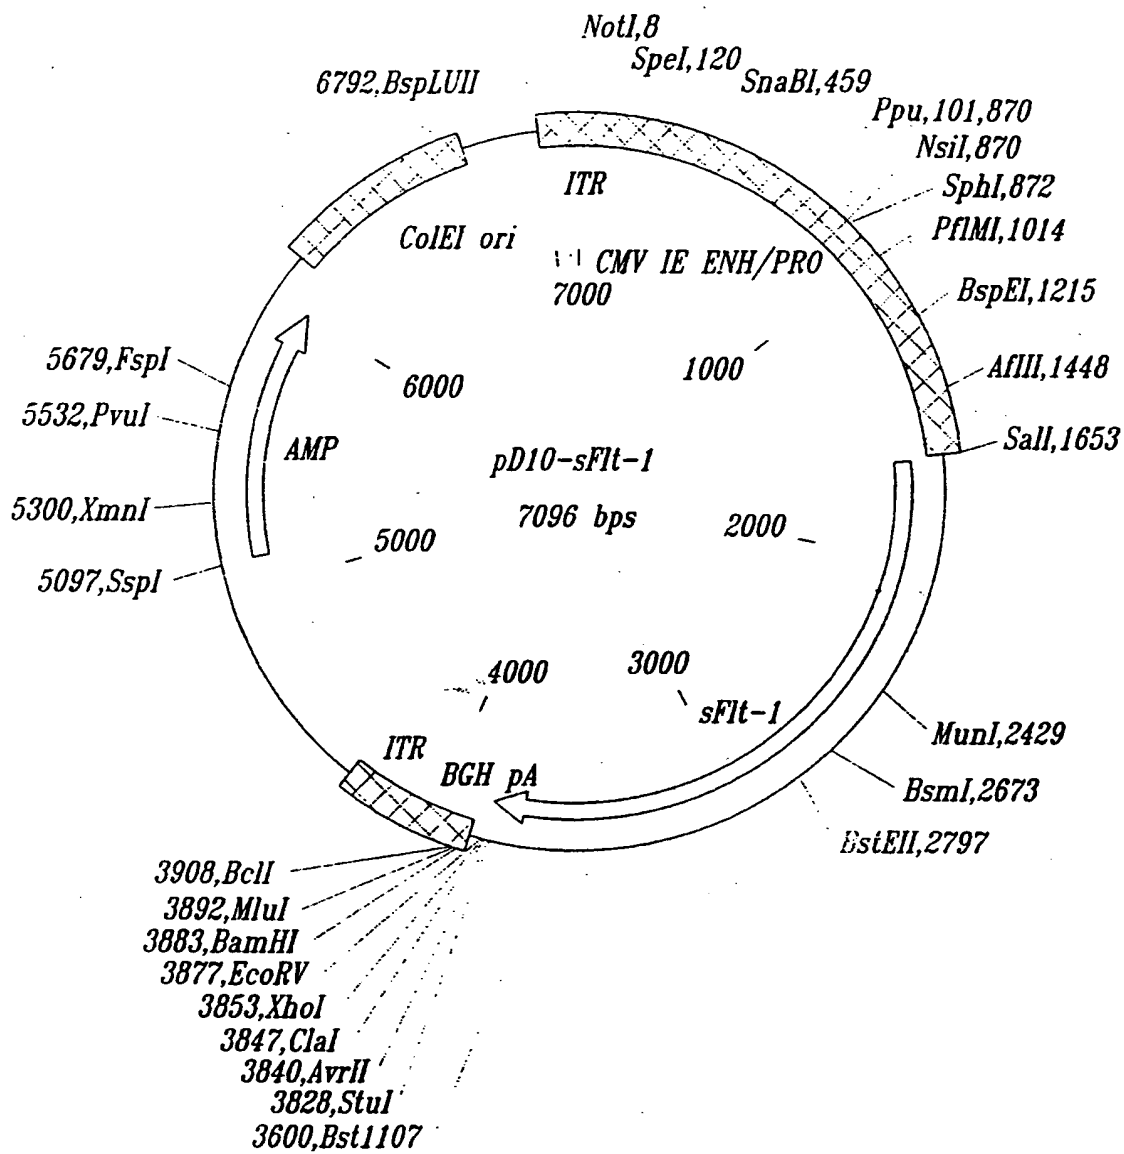 NotI,8
SpeI,120
SnaBI,459
6792,BspLUII
Ppu,101,870
NsiI,870
SphI,872
ITR
PflMI,1014
ColEI ori
CMV IE ENH/PRO
7000
BspEI,1215
5679,FspI
6000
1000
AflII,1448
5532,PvuI
SalI,1653
AMP
pD10-sFlt-1
5300,XmnI
7096 bps
2000
5000
5097,SspI
4000
3000
sFlt-1
MunI,2429
ITR
BGH pA
BsmI,2673
BstEII,2797
3908,BclI
3892,MluI
3883,BamHI
3877,EcoRV
3853,XhoI
3847,ClaI
3840,AvrII
3828,StuI
3600,Bst1107